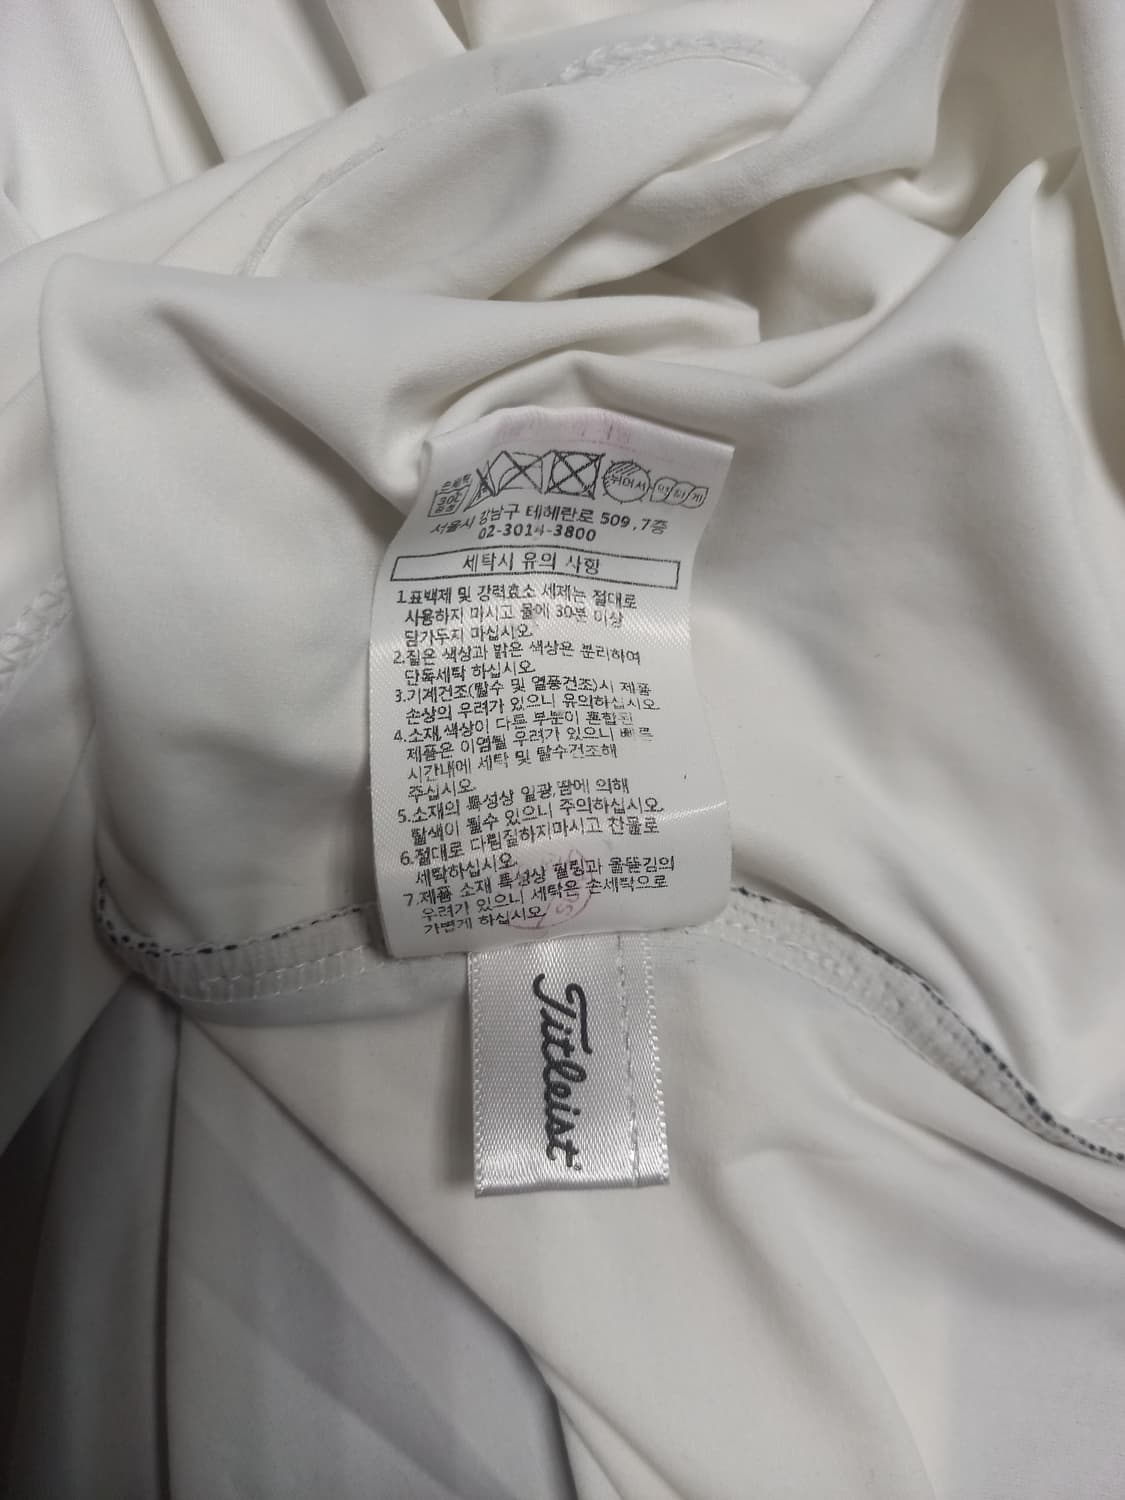 손세탁
30℃
중성
뉘어서
약하게
서울시 강남구 테헤란로 509, 7층
02-3014-3800
세탁시 유의 사항
1.표백제 및 강력효소 세제는 절대로
사용하지 마시고 물에 30분 이상
담가두지 마십시오.
2.짙은 색상과 밝은 색상은 분리하여
단독세탁 하십시오.
3.기계건조(탈수 및 열풍건조)시 제품
손상의 우려가 있으니 유의하십시오.
4.소재,색상이 다른 부분이 혼합된
제품은 이염될 우려가 있으니 빠른
시간내에 세탁 및 탈수건조해
주십시오.
5.소재의 특성상 일광,땀에 의해
탈색이 될수 있으니 주의하십시오.
6.절대로 다림질하지마시고 찬물로
세탁하십시오.
7.제품 소재 특성상 필링과 올뜯김의
우려가 있으니 세탁은 손세탁으로
가볍게 하십시오.
Titleist